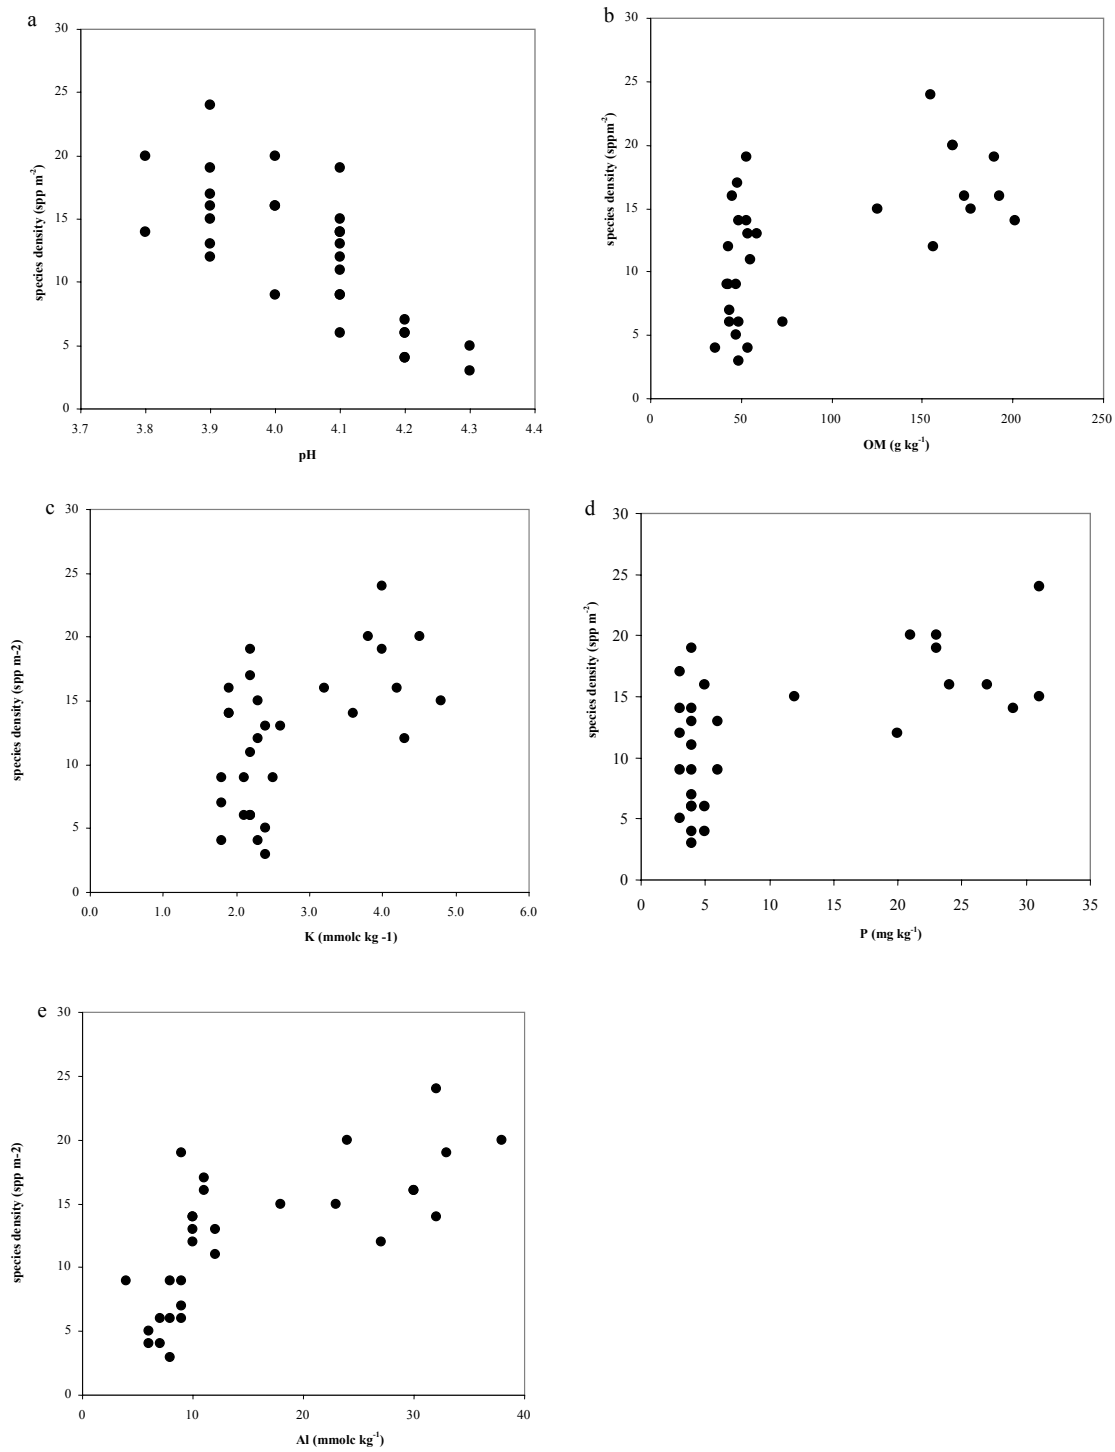 a
30
25
20
15
10
5
0
species density (spp m-2)
3.7 3.8 3.9 4.0 4.1 4.2 4.3 4.4
pH
b
30
25
20
15
10
5
0
species density (sppm-2)
0 50 100 150 200 250
OM (g kg-1)
c
30
25
20
15
10
5
0
species density (spp m-2)
0.0 1.0 2.0 3.0 4.0 5.0 6.0
K (mmolc kg -1)
d
30
25
20
15
10
5
0
species density (spp m-2)
0 5 10 15 20 25 30 35
P (mg kg-1)
e
30
25
20
15
10
5
0
species density (spp m-2)
0 10 20 30 40
Al (mmolc kg-1)